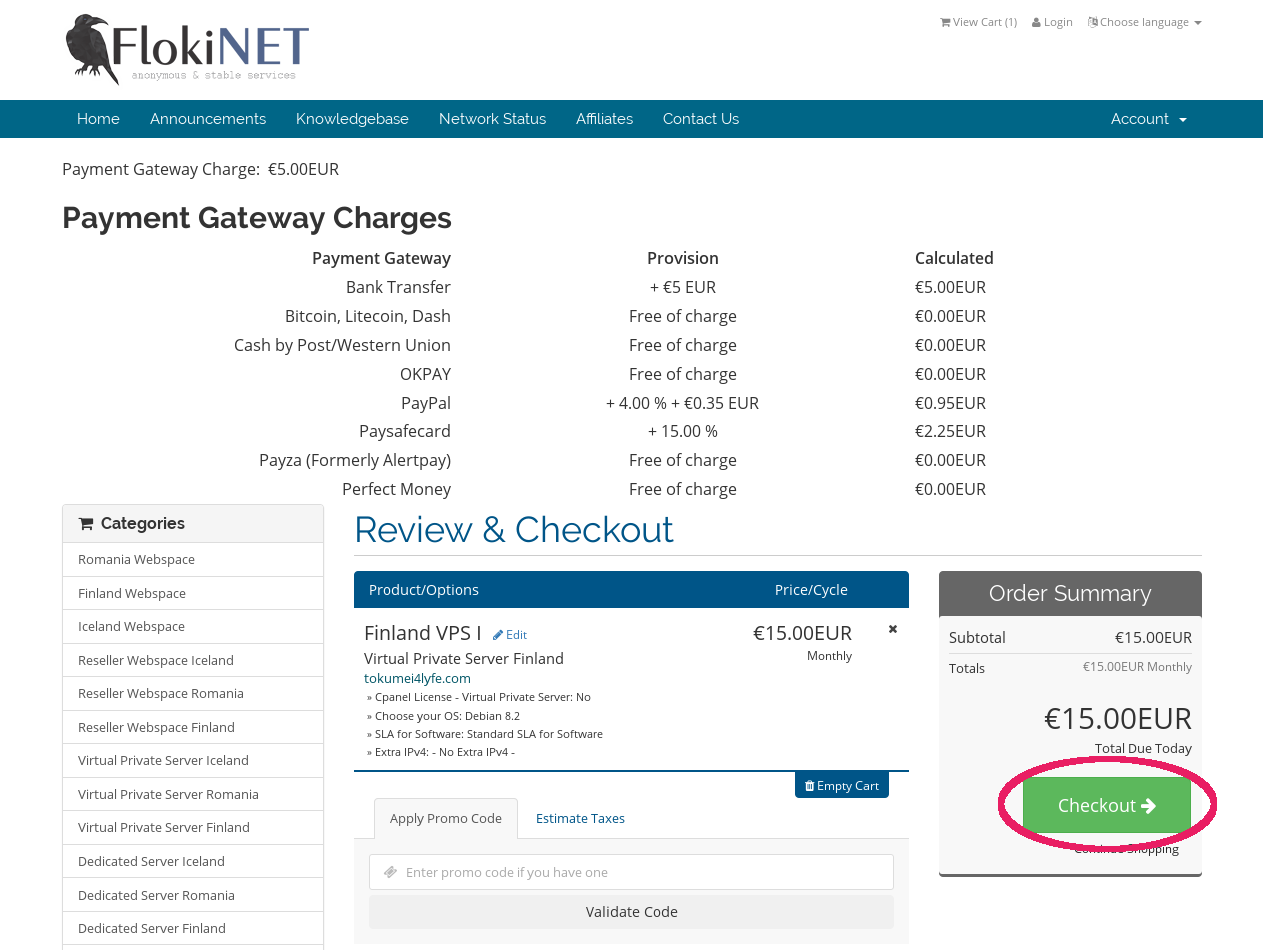 FlokiNET
anonymous & stable services
View Cart (1) Login Choose language
Home Announcements Knowledgebase Network Status Affiliates Contact Us Account
Payment Gateway Charge: €5.00EUR
Payment Gateway Charges
Payment Gateway Provision Calculated
Bank Transfer + €5 EUR €5.00EUR
Bitcoin, Litecoin, Dash Free of charge €0.00EUR
Cash by Post/Western Union Free of charge €0.00EUR
OKPAY Free of charge €0.00EUR
PayPal + 4.00 % + €0.35 EUR €0.95EUR
Paysafecard + 15.00 % €2.25EUR
Payza (Formerly Alertpay) Free of charge €0.00EUR
Perfect Money Free of charge €0.00EUR
Categories
Romania Webspace
Finland Webspace
Iceland Webspace
Reseller Webspace Iceland
Reseller Webspace Romania
Reseller Webspace Finland
Virtual Private Server Iceland
Virtual Private Server Romania
Virtual Private Server Finland
Dedicated Server Iceland
Dedicated Server Romania
Dedicated Server Finland
Review & Checkout
Product/Options Price/Cycle
Finland VPS I Edit €15.00EUR
Virtual Private Server Finland Monthly
tokumei4lyfe.com
» Cpanel License - Virtual Private Server: No
» Choose your OS: Debian 8.2
» SLA for Software: Standard SLA for Software
» Extra IPv4: - No Extra IPv4 -
Empty Cart
Apply Promo Code Estimate Taxes
Enter promo code if you have one
Validate Code
Order Summary
Subtotal €15.00EUR
Totals €15.00EUR Monthly
€15.00EUR
Total Due Today
Checkout
Continue Shopping